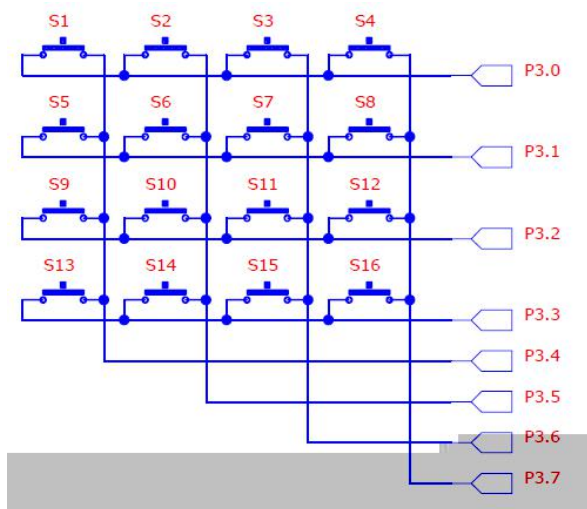 S1 S2 S3 S4
P3.0
S5 S6 S7 S8
P3.1
S9 S10 S11 S12
P3.2
S13 S14 S15 S16
P3.3
P3.4
P3.5
P3.6
P3.7